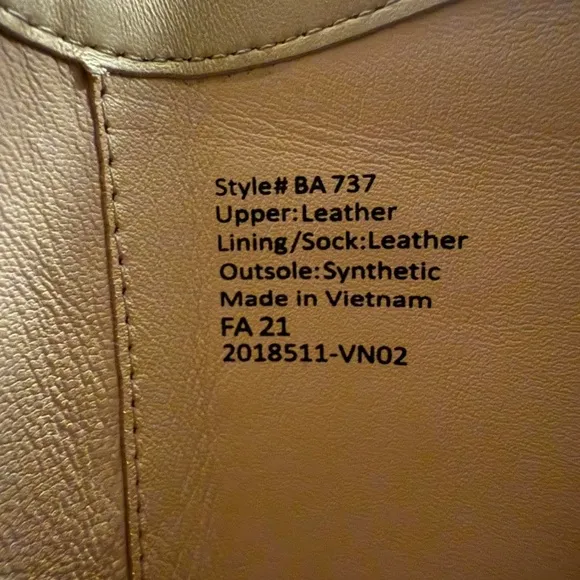 Style# BA 737
Upper:Leather
Lining/Sock:Leather
Outsole:Synthetic
Made in Vietnam
FA 21
2018511-VN02